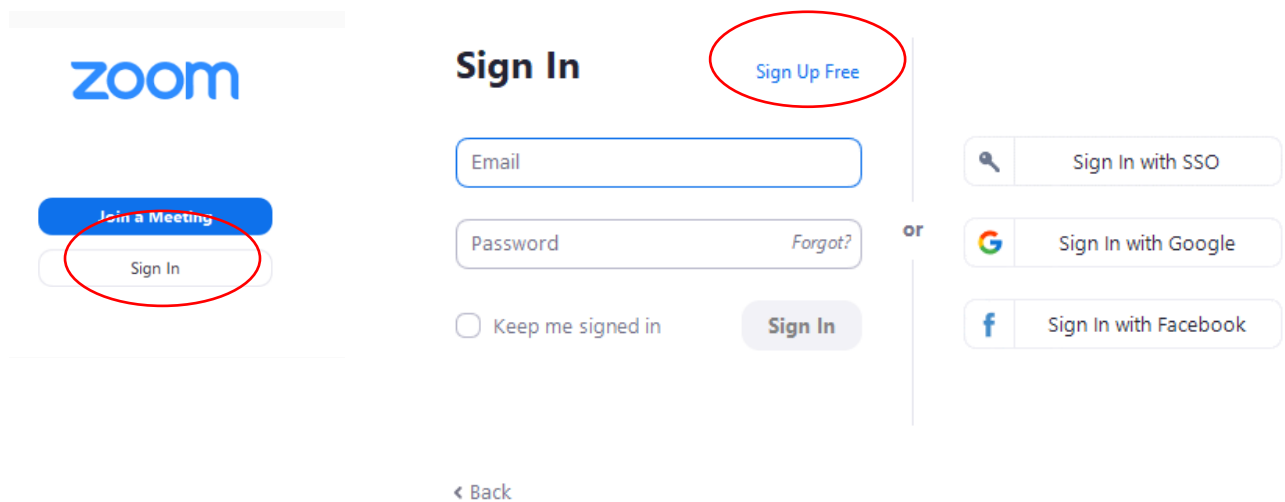 zoom
Join a Meeting
Sign In
Sign In
Sign Up Free
Email
Password
Forgot?
Keep me signed in
Sign In
or
Sign In with SSO
Sign In with Google
Sign In with Facebook
Back